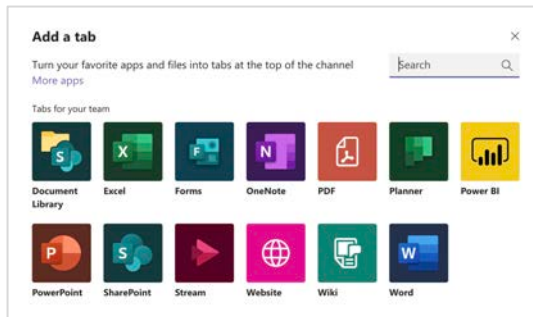 Add a tab
Turn your favorite apps and files into tabs at the top of the channel
Search
More apps
Tabs for your team
S
X
F
N
Document
Library
Excel
Forms
OneNote
PDF
Planner
Power BI
P
S
W
PowerPoint
SharePoint
Stream
Website
Wiki
Word